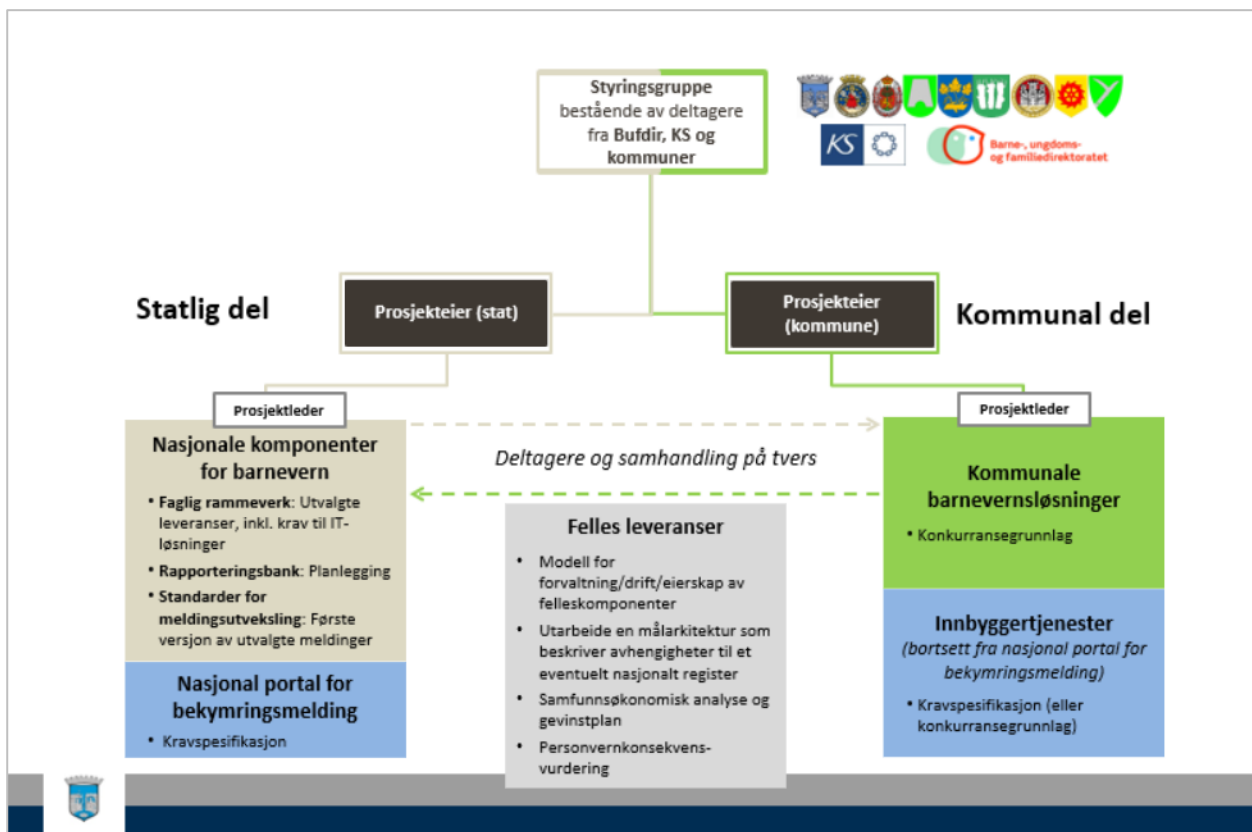 Styringsgruppe
bestående av deltagere
fra Bufdir, KS og
kommuner
KS
Barne-, ungdoms-
og familiedirektoratet
Statlig del
Prosjekteier (stat)
Prosjekteier
(kommune)
Kommunal del
Prosjektleder
Nasjonale komponenter
for barnevern
• Faglig rammeverk: Utvalgte
leveranser, inkl. krav til IT-
løsninger
• Rapporteringsbank: Planlegging
• Standarder for
meldingsutveksling: Første
versjon av utvalgte meldinger
Nasjonal portal for
bekymringsmelding
• Kravspesifikasjon
Deltagere og samhandling på tvers
Felles leveranser
• Modell for
forvaltning/drift/eierskap av
felleskomponenter
• Utarbeide en målarkitektur som
beskriver avhengigheter til et
eventuelt nasjonalt register
• Samfunnsøkonomisk analyse og
gevinstplan
• Personvernkonsekvens-
vurdering
Prosjektleder
Kommunale
barnevernsløsninger
• Konkurransegrunnlag
Innbyggertjenester
(bortsett fra nasjonal portal for
bekymringsmelding)
• Kravspesifikasjon (eller
konkurransegrunnlag)